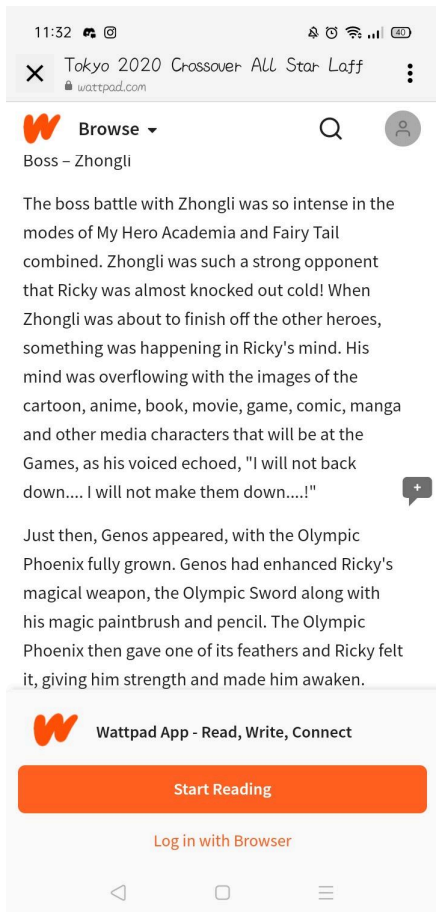 11:32
40
Tokyo 2020 Crossover All Star Laff
wattpad.com
Browse
Boss – Zhongli
The boss battle with Zhongli was so intense in the
modes of My Hero Academia and Fairy Tail
combined. Zhongli was such a strong opponent
that Ricky was almost knocked out cold! When
Zhongli was about to finish off the other heroes,
something was happening in Ricky's mind. His
mind was overflowing with the images of the
cartoon, anime, book, movie, game, comic, manga
and other media characters that will be at the
Games, as his voiced echoed, "I will not back
down.... I will not make them down....!"
Just then, Genos appeared, with the Olympic
Phoenix fully grown. Genos had enhanced Ricky's
magical weapon, the Olympic Sword along with
his magic paintbrush and pencil. The Olympic
Phoenix then gave one of its feathers and Ricky felt
it, giving him strength and made him awaken.
Wattpad App - Read, Write, Connect
Start Reading
Log in with Browser